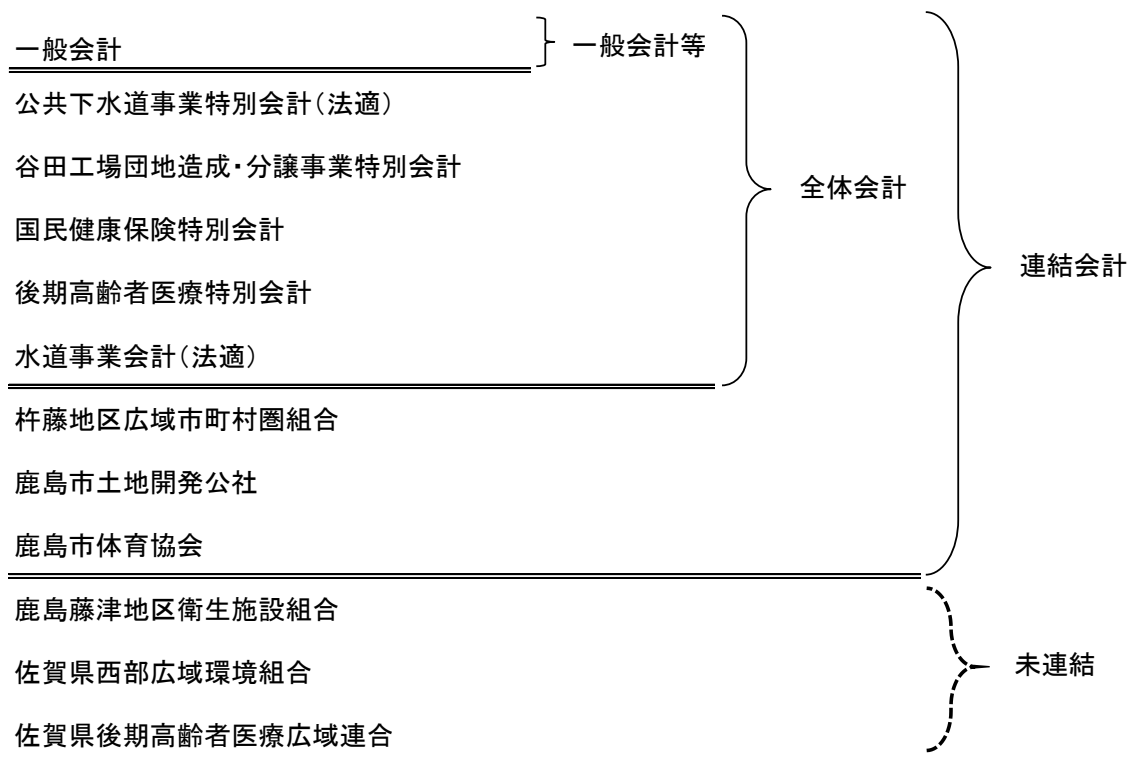 一般会計
一般会計等
公共下水道事業特別会計（法適）
谷田工場団地造成・分譲事業特別会計
全体会計
国民健康保険特別会計
連結会計
後期高齢者医療特別会計
水道事業会計（法適）
杵藤地区広域市町村圏組合
鹿島市土地開発公社
鹿島市体育協会
鹿島藤津地区衛生施設組合
未連結
佐賀県西部広域環境組合
佐賀県後期高齢者医療広域連合